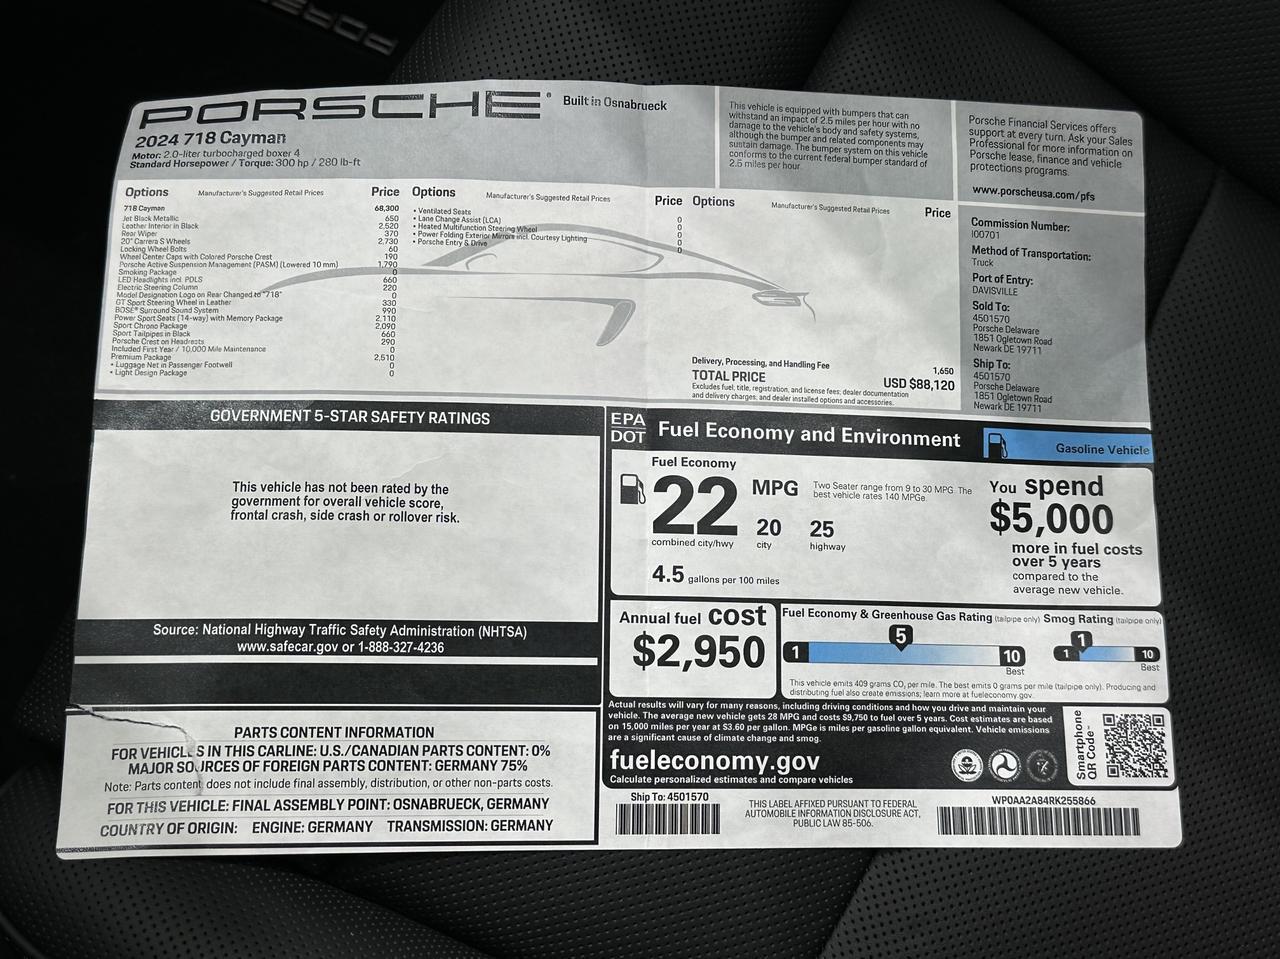 PORSCHE
PORSCHE® Built in Osnabrueck
2024 718 Cayman
Motor: 2.0-liter turbocharged boxer 4
Standard Horsepower / Torque: 300 hp / 280 lb-ft
This vehicle is equipped with bumpers that can
withstand an impact of 2.5 miles per hour with no
damage to the vehicle's body and safety systems,
although the bumper and related components may
sustain damage. The bumper system on this vehicle
conforms to the current federal bumper standard of
2.5 miles per hour.
Porsche Financial Services offers
support at every turn. Ask your Sales
Professional for more information on
Porsche lease, finance and vehicle
protections programs.
www.porscheusa.com/pfs
Options Manufacturer's Suggested Retail Prices Price
718 Cayman 68,300
Jet Black Metallic 650
Leather Interior in Black 2,520
Rear Wiper 370
20" Carrera S Wheels 2,730
Locking Wheel Bolts 60
Wheel Center Caps with Colored Porsche Crest 190
Porsche Active Suspension Management (PASM) (Lowered 10 mm) 1,790
Smoking Package 0
LED Headlights incl. PDLS 660
Electric Steering Column 220
Model Designation Logo on Rear Changed to "718" 0
GT Sport Steering Wheel in Leather 330
BOSE® Surround Sound System 990
Power Sport Seats (14-way) with Memory Package 2,110
Sport Chrono Package 2,090
Sport Tailpipes in Black 660
Porsche Crest on Headrests 290
Included First Year / 10,000 Mile Maintenance 0
Premium Package 2,510
• Luggage Net in Passenger Footwell 0
• Light Design Package 0
Options Manufacturer's Suggested Retail Prices Price
• Ventilated Seats 0
• Lane Change Assist (LCA) 0
• Heated Multifunction Steering Wheel 0
• Power Folding Exterior Mirrors incl. Courtesy Lighting 0
• Porsche Entry & Drive 0
Options Manufacturer's Suggested Retail Prices Price
Delivery, Processing, and Handling Fee 1,650
TOTAL PRICE USD $88,120
Excludes fuel, title, registration, and license fees; dealer documentation
and delivery charges; and dealer installed options and accessories.
Commission Number:
I00701
Method of Transportation:
Truck
Port of Entry:
DAVISVILLE
Sold To:
4501570
Porsche Delaware
1851 Ogletown Road
Newark DE 19711
Ship To:
4501570
Porsche Delaware
1851 Ogletown Road
Newark DE 19711
GOVERNMENT 5-STAR SAFETY RATINGS
This vehicle has not been rated by the
government for overall vehicle score,
frontal crash, side crash or rollover risk.
Source: National Highway Traffic Safety Administration (NHTSA)
www.safecar.gov or 1-888-327-4236
PARTS CONTENT INFORMATION
FOR VEHICLES IN THIS CARLINE: U.S./CANADIAN PARTS CONTENT: 0%
MAJOR SOURCES OF FOREIGN PARTS CONTENT: GERMANY 75%
Note: Parts content does not include final assembly, distribution, or other non-parts costs.
FOR THIS VEHICLE: FINAL ASSEMBLY POINT: OSNABRUECK, GERMANY
COUNTRY OF ORIGIN: ENGINE: GERMANY TRANSMISSION: GERMANY
EPA
DOT
Fuel Economy and Environment
Gasoline Vehicle
Fuel Economy
22 MPG
combined city/hwy
20
city
25
highway
4.5 gallons per 100 miles
Two Seater range from 9 to 30 MPG. The
best vehicle rates 140 MPGe.
You spend
$5,000
more in fuel costs
over 5 years
compared to the
average new vehicle.
Annual fuel cost
$2,950
Fuel Economy & Greenhouse Gas Rating (tailpipe only)
5
1 10
Best
Smog Rating (tailpipe only)
1
1 10
Best
This vehicle emits 409 grams CO₂ per mile. The best emits 0 grams per mile (tailpipe only). Producing and
distributing fuel also create emissions; learn more at fueleconomy.gov.
Actual results will vary for many reasons, including driving conditions and how you drive and maintain your
vehicle. The average new vehicle gets 28 MPG and costs $9,750 to fuel over 5 years. Cost estimates are based
on 15,000 miles per year at $3.60 per gallon. MPGe is miles per gasoline gallon equivalent. Vehicle emissions
are a significant cause of climate change and smog.
fueleconomy.gov
Calculate personalized estimates and compare vehicles
Smartphone
QR Code™
Ship To: 4501570
THIS LABEL AFFIXED PURSUANT TO FEDERAL
AUTOMOBILE INFORMATION DISCLOSURE ACT,
PUBLIC LAW 85-506.
WP0AA2A84RK255866